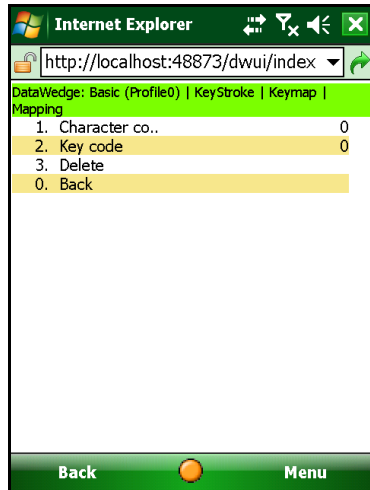 Internet Explorer
http://localhost:48873/dwui/index
DataWedge: Basic (Profile0) | KeyStroke | Keymap |
Mapping
1. Character co.. 0
2. Key code 0
3. Delete
0. Back
Back Menu